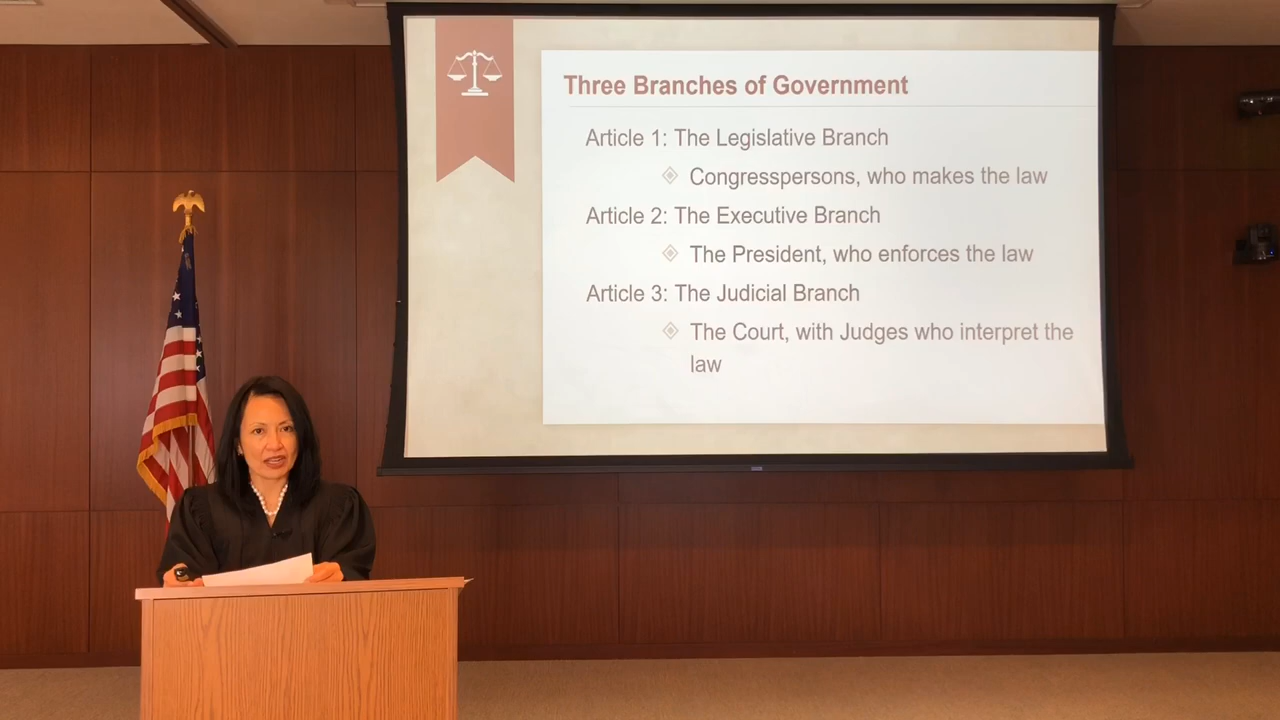 Three Branches of Government
Article 1: The Legislative Branch
Congresspersons, who makes the law
Article 2: The Executive Branch
The President, who enforces the law
Article 3: The Judicial Branch
The Court, with Judges who interpret the
law